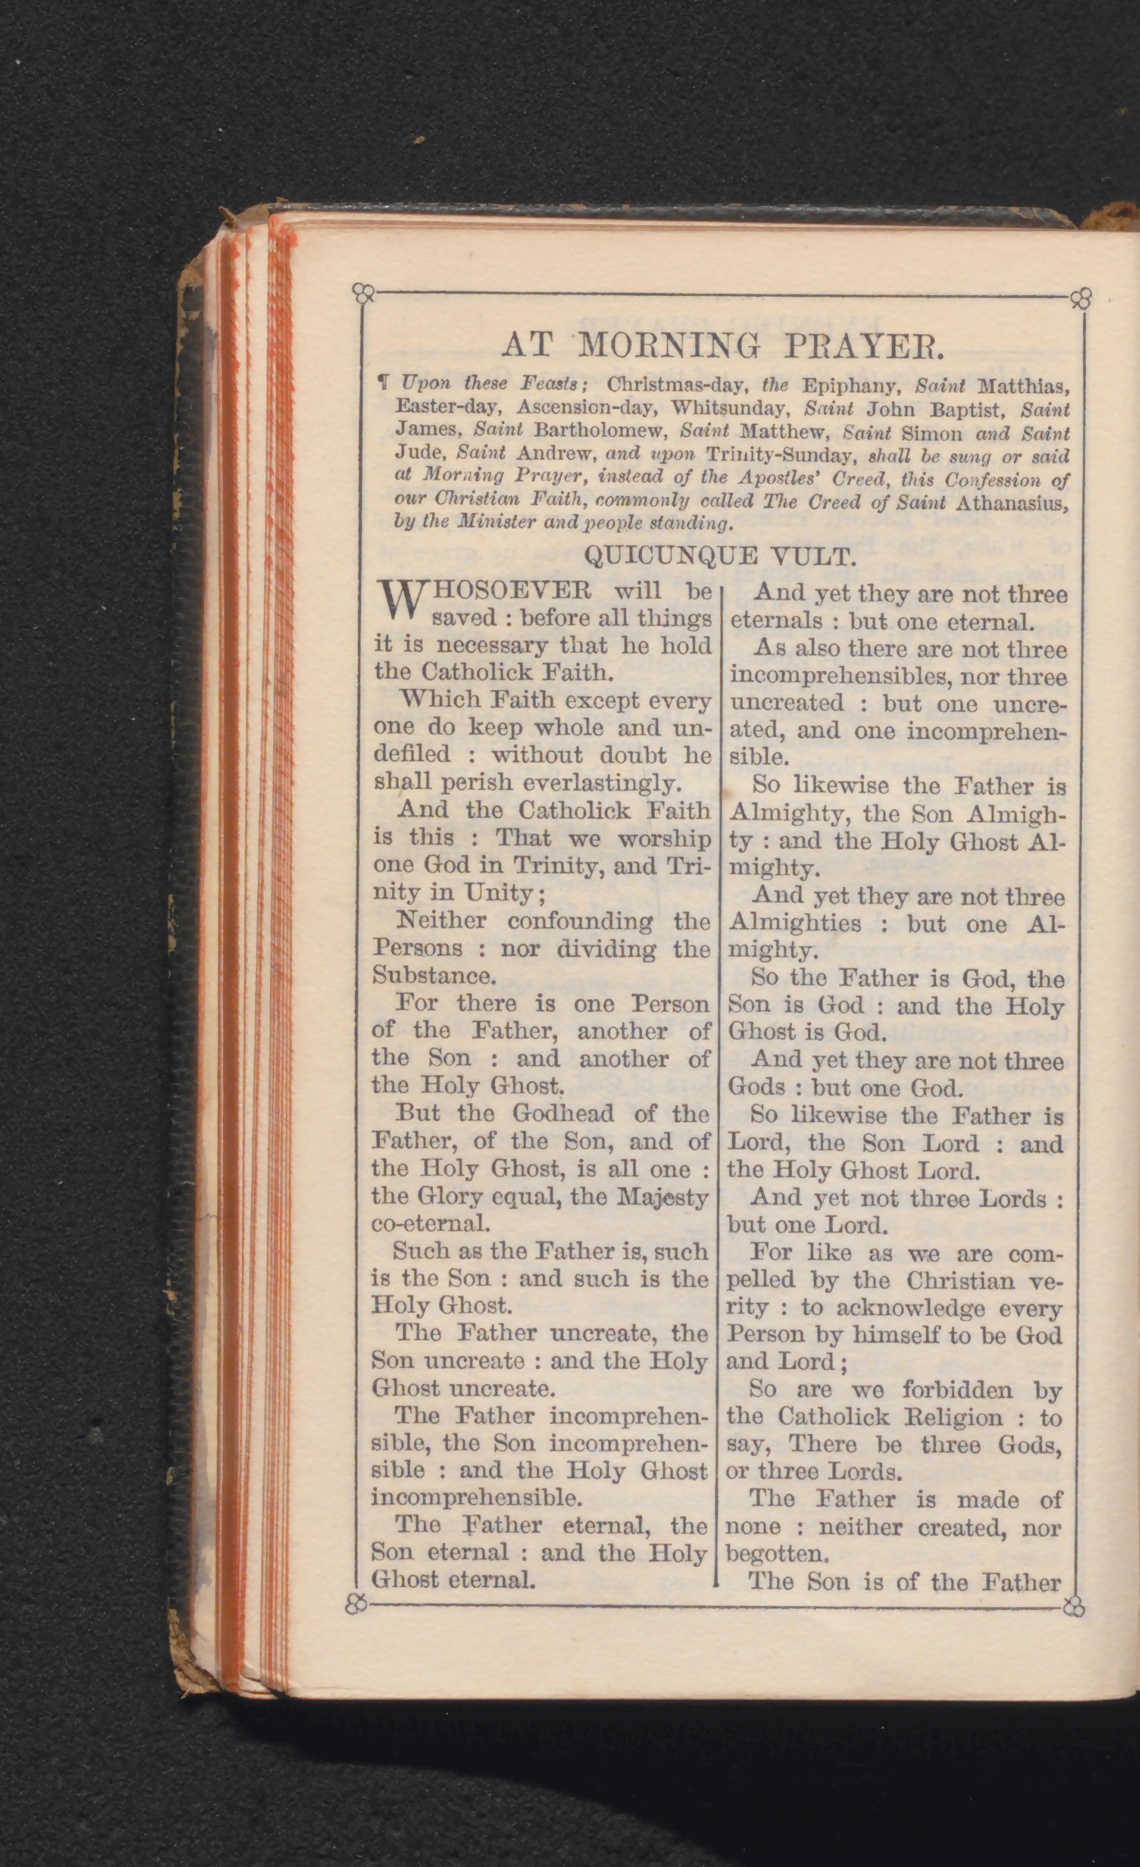 AT MORNING PRAYER.
¶ Upon these Feasts; Christmas-day, the Epiphany, Saint Matthias,
Easter-day, Ascension-day, Whitsunday, Saint John Baptist, Saint
James, Saint Bartholomew, Saint Matthew, Saint Simon and Saint
Jude, Saint Andrew, and upon Trinity-Sunday, shall be sung or said
at Morning Prayer, instead of the Apostles' Creed, this Confession of
our Christian Faith, commonly called The Creed of Saint Athanasius,
by the Minister and people standing.
QUICUNQUE VULT.
WHOSOEVER will be
saved : before all things
it is necessary that he hold
the Catholick Faith.
Which Faith except every
one do keep whole and un-
defiled : without doubt he
shall perish everlastingly.
And the Catholick Faith
is this : That we worship
one God in Trinity, and Tri-
nity in Unity;
Neither confounding the
Persons : nor dividing the
Substance.
For there is one Person
of the Father, another of
the Son : and another of
the Holy Ghost.
But the Godhead of the
Father, of the Son, and of
the Holy Ghost, is all one :
the Glory equal, the Majesty
co-eternal.
Such as the Father is, such
is the Son : and such is the
Holy Ghost.
The Father uncreate, the
Son uncreate : and the Holy
Ghost uncreate.
The Father incomprehen-
sible, the Son incomprehen-
sible : and the Holy Ghost
incomprehensible.
The Father eternal, the
Son eternal : and the Holy
Ghost eternal.
And yet they are not three
eternals : but one eternal.
As also there are not three
incomprehensibles, nor three
uncreated : but one uncre-
ated, and one incomprehen-
sible.
So likewise the Father is
Almighty, the Son Almigh-
ty : and the Holy Ghost Al-
mighty.
And yet they are not three
Almighties : but one Al-
mighty.
So the Father is God, the
Son is God : and the Holy
Ghost is God.
And yet they are not three
Gods : but one God.
So likewise the Father is
Lord, the Son Lord : and
the Holy Ghost Lord.
And yet not three Lords :
but one Lord.
For like as we are com-
pelled by the Christian ve-
rity : to acknowledge every
Person by himself to be God
and Lord;
So are we forbidden by
the Catholick Religion : to
say, There be three Gods,
or three Lords.
The Father is made of
none : neither created, nor
begotten.
The Son is of the Father